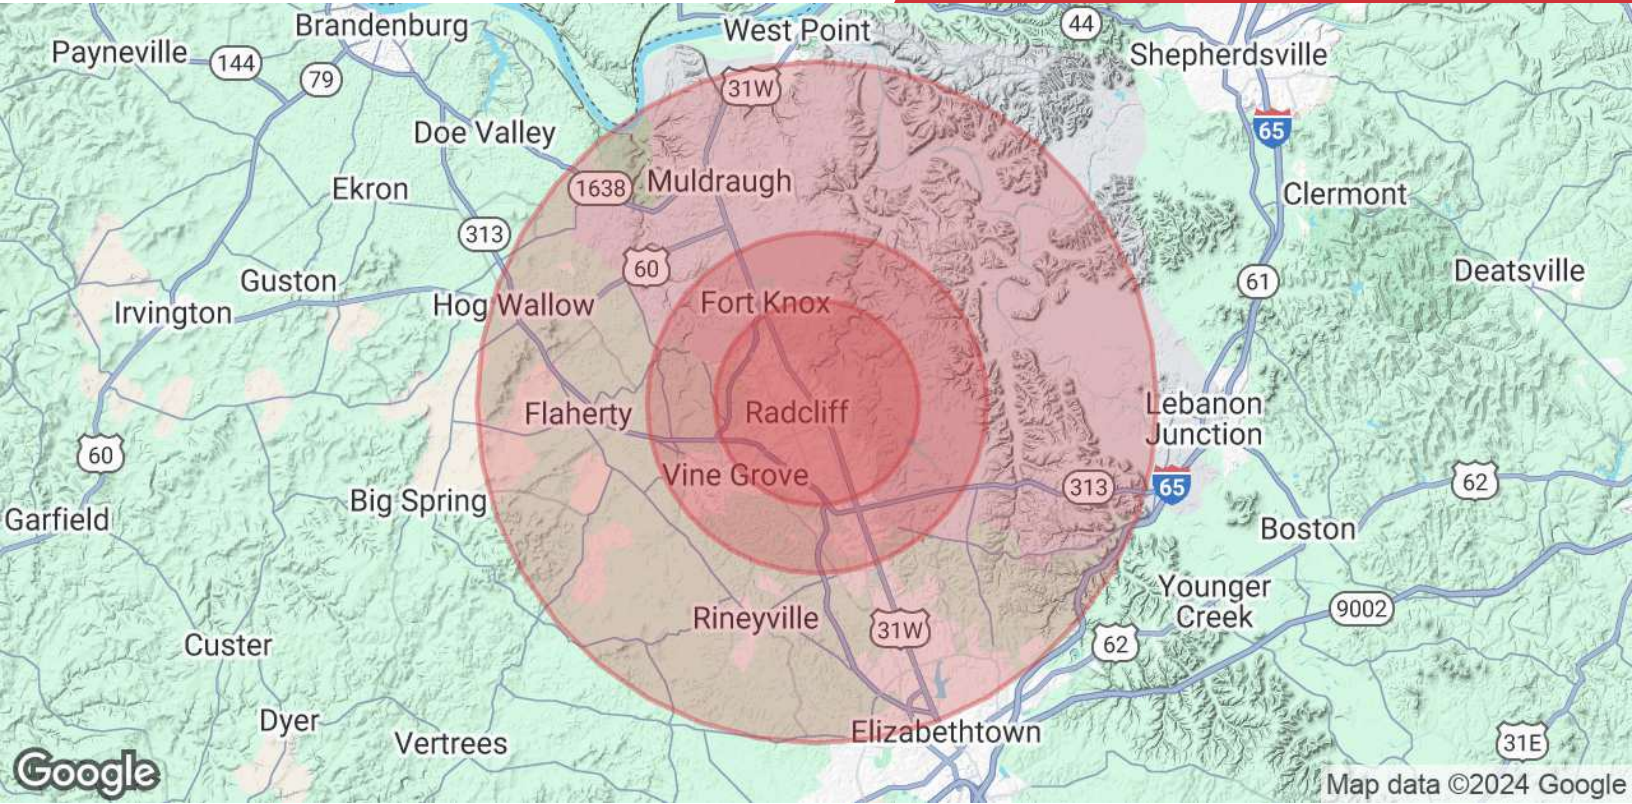 Brandenburg
West Point
44
Payneville
144
79
Shepherdsville
31W
65
Doe Valley
Ekron
1638
Muldraugh
Clermont
313
60
Guston
61
Deatsville
Irvington
Hog Wallow
Fort Knox
Flaherty
Radcliff
Lebanon
Junction
60
Vine Grove
313
65
62
Big Spring
Garfield
Boston
Younger
Creek
9002
Rineyville
31W
Custer
62
Dyer
Vertrees
Elizabethtown
31E
Google
Map data ©2024 Google